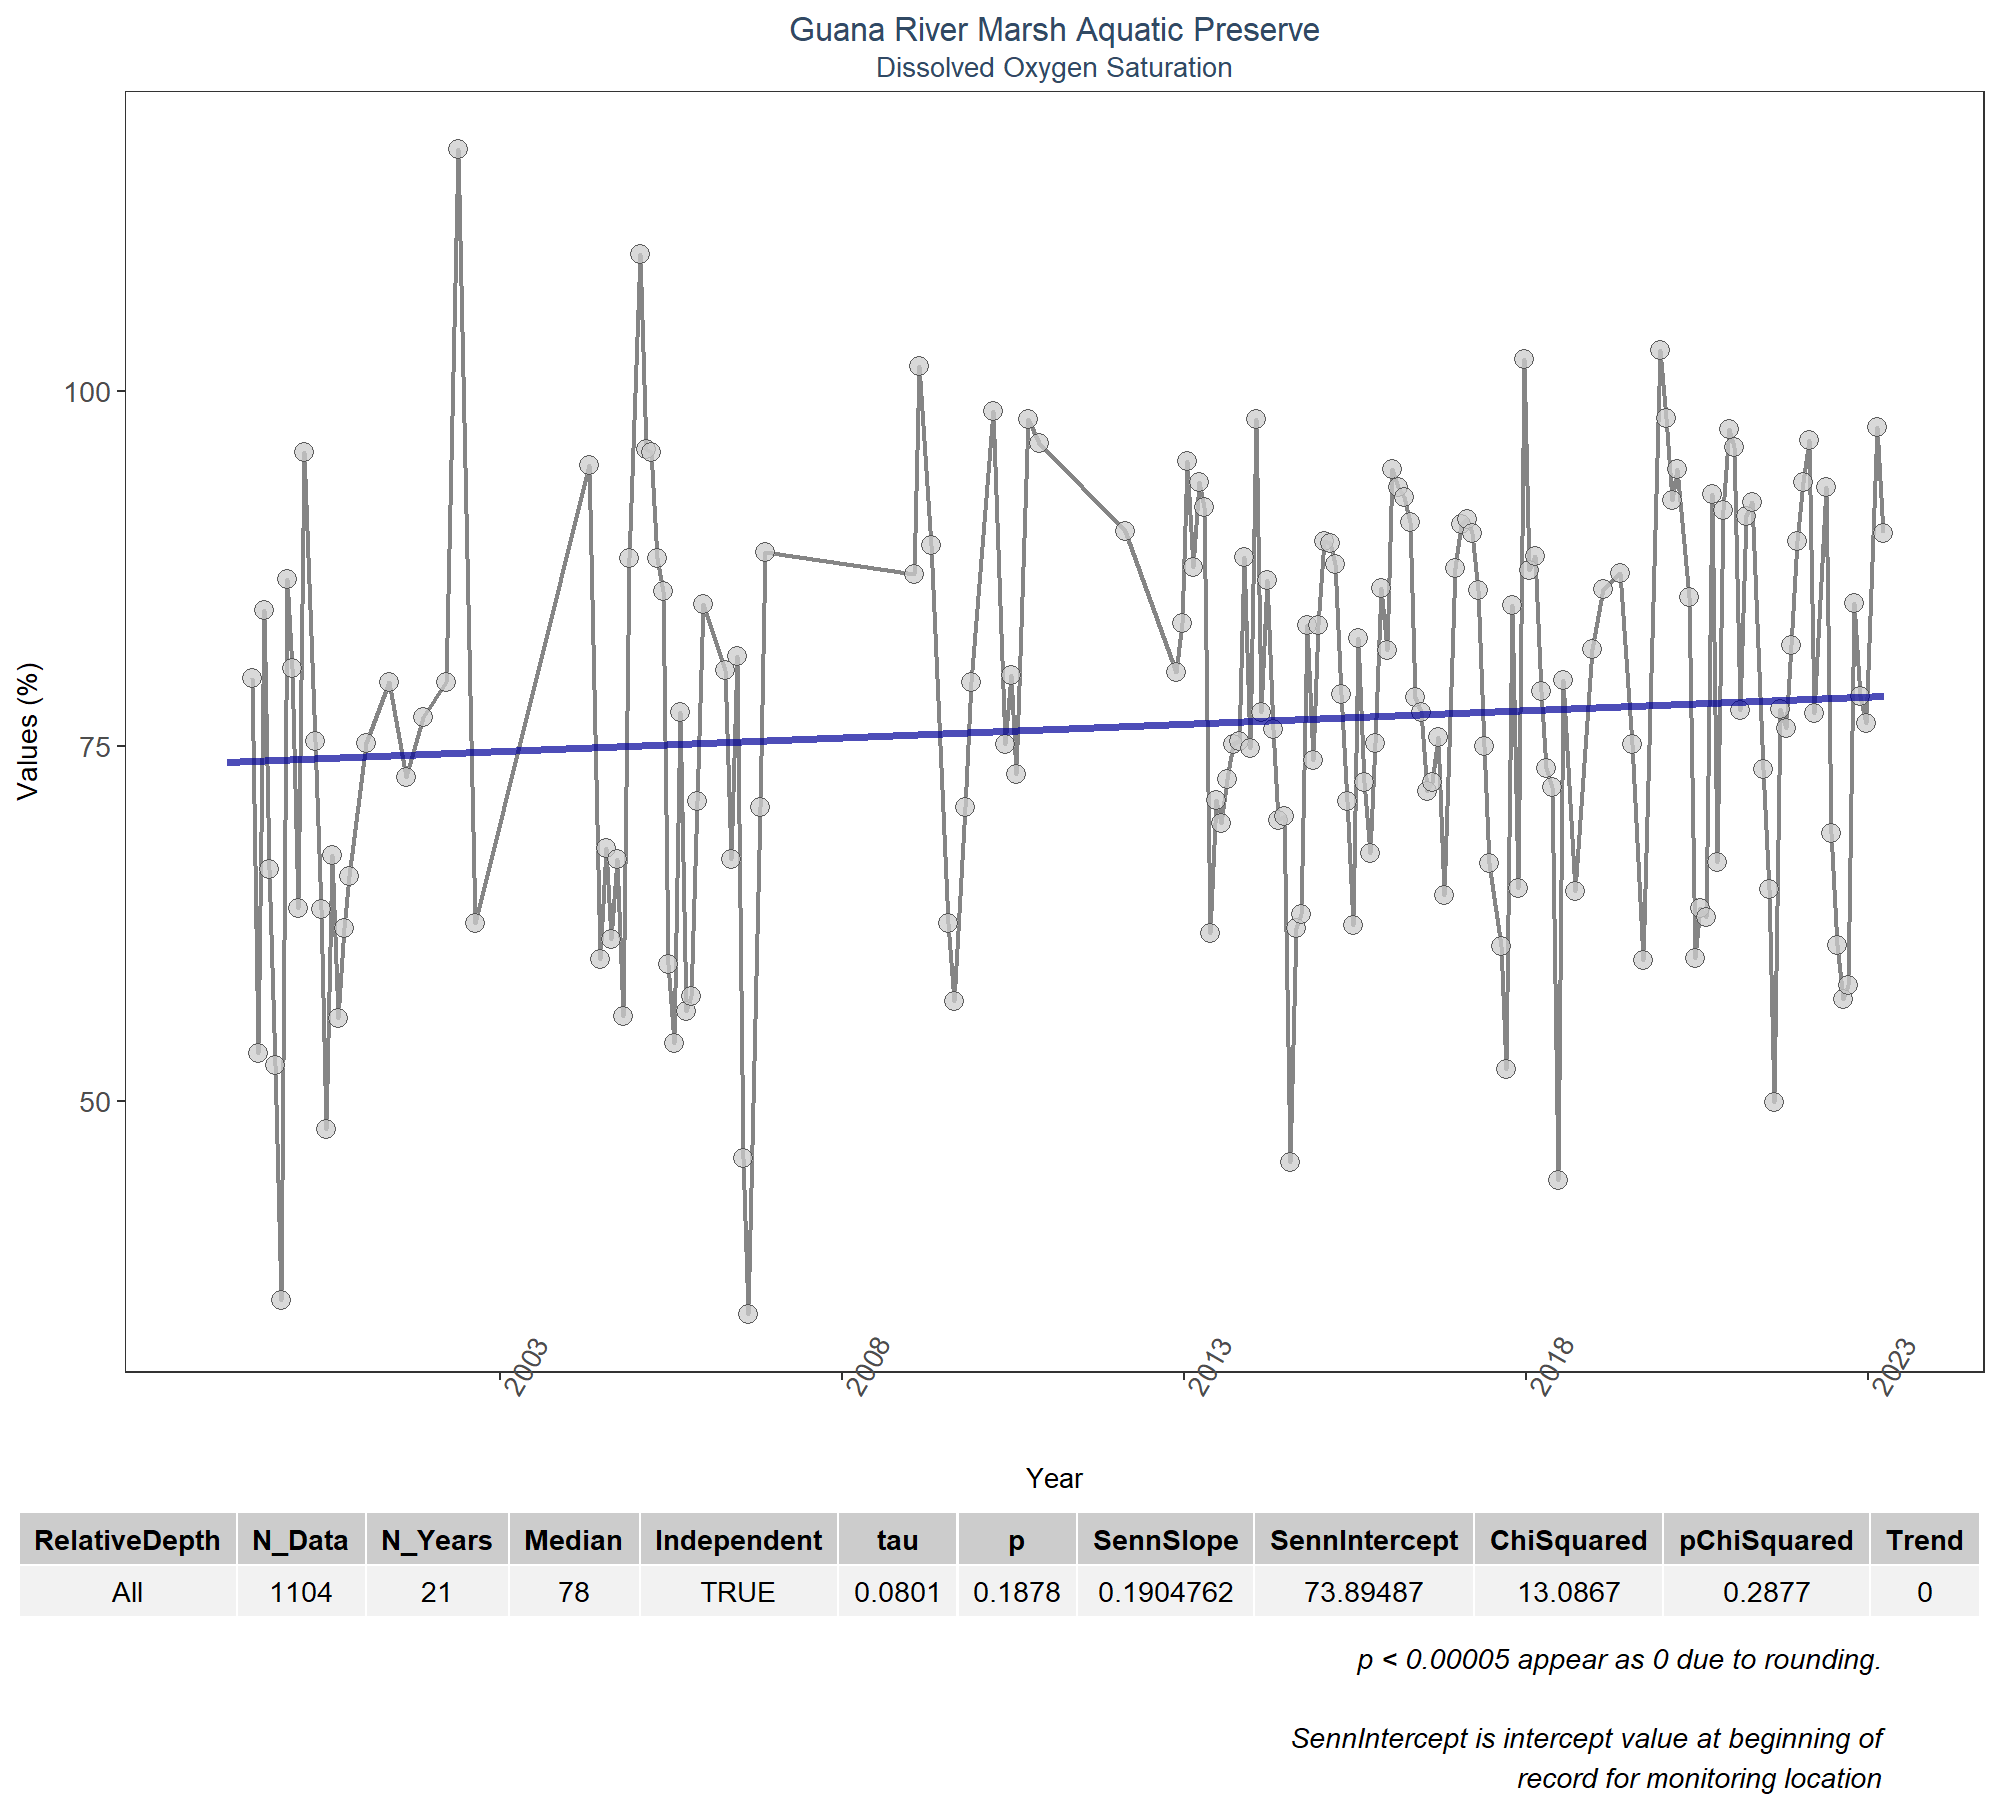 Guana River Marsh Aquatic Preserve
Dissolved Oxygen Saturation
Values (%)
100
75
50
2003
2008
2013
2018
2023
Year
RelativeDepth N_Data N_Years Median Independent tau p SennSlope SennIntercept ChiSquared pChiSquared Trend
All 1104 21 78 TRUE 0.0801 0.1878 0.1904762 73.89487 13.0867 0.2877 0
p < 0.00005 appear as 0 due to rounding.
SennIntercept is intercept value at beginning of
record for monitoring location